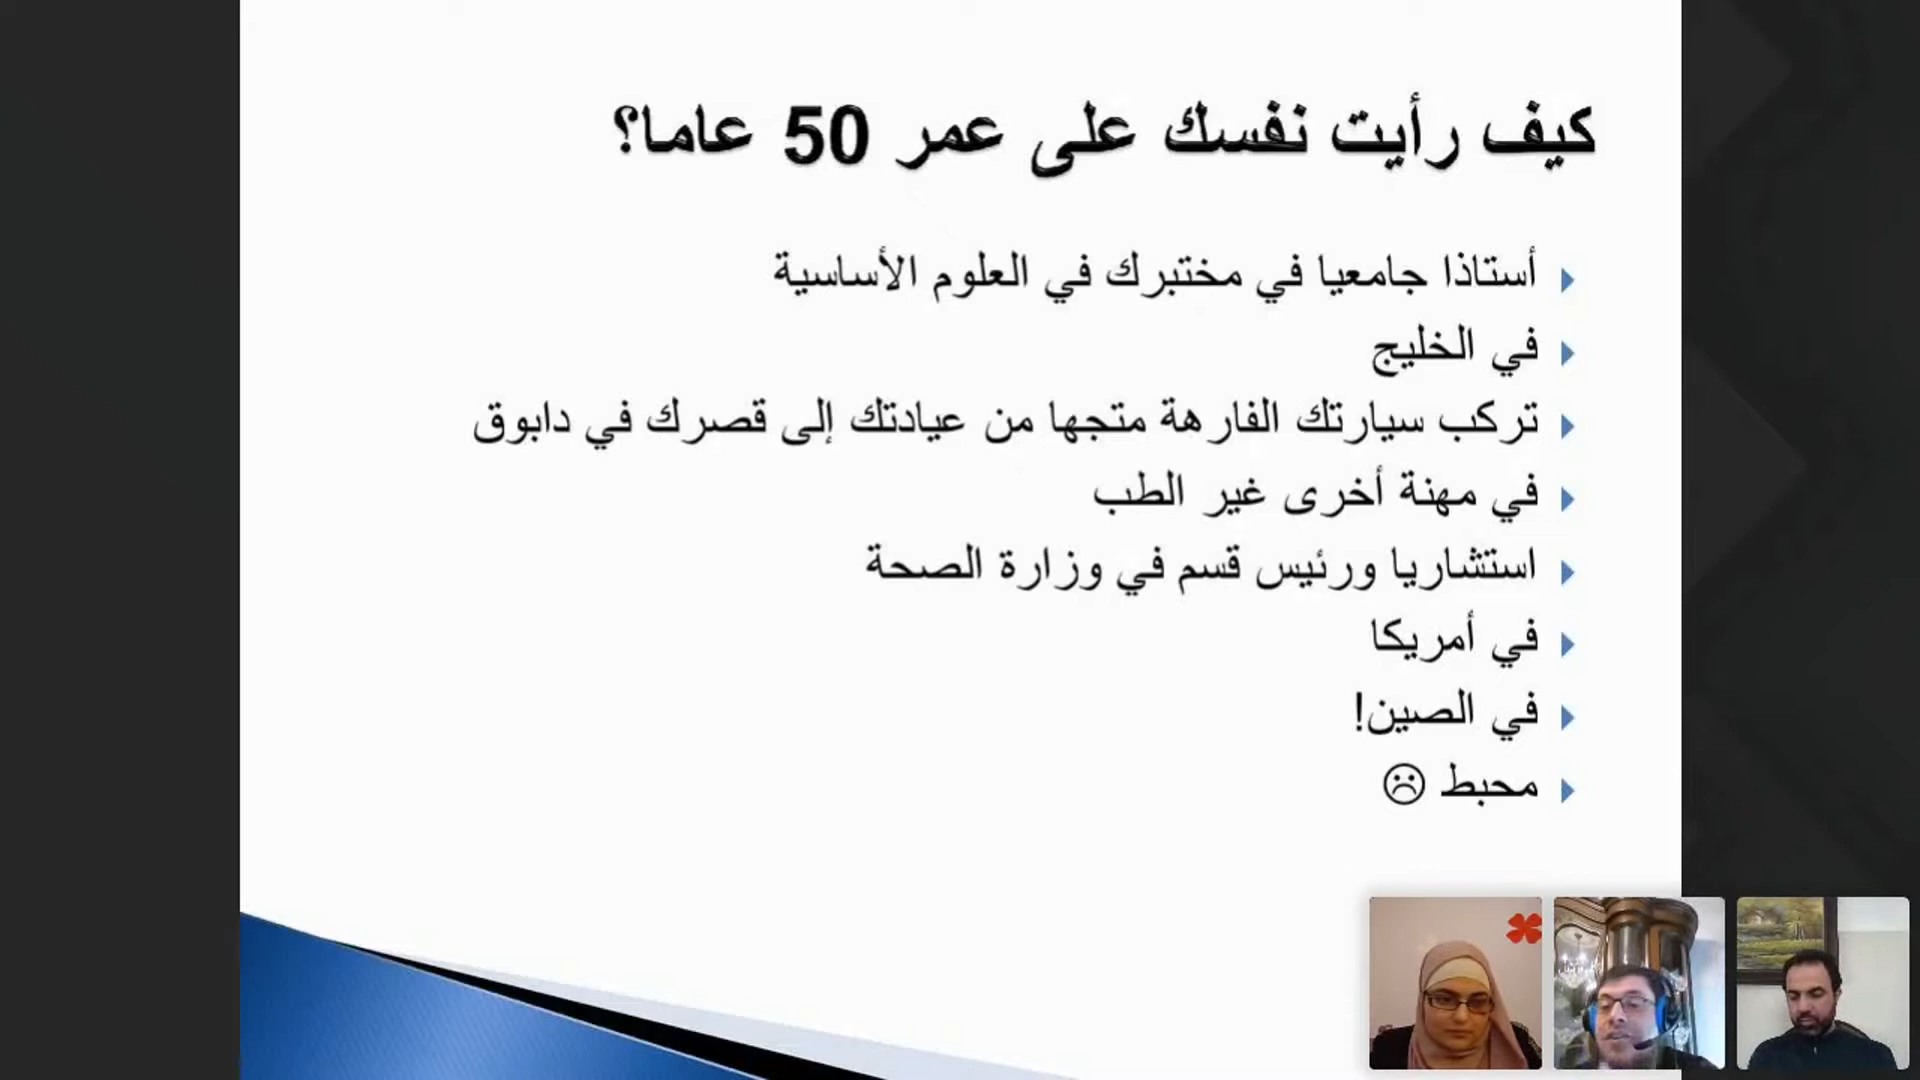 كيف رأيت نفسك على عمر 50 عاما؟
أستاذا جامعيا في مختبرك في العلوم الأساسية
في الخليج
تركب سيارتك الفارهة متجها من عيادتك إلى قصرك في دابوق
في مهنة أخرى غير الطب
استشاريا ورئيس قسم في وزارة الصحة
في أمريكا
في الصين!
محبط ☹